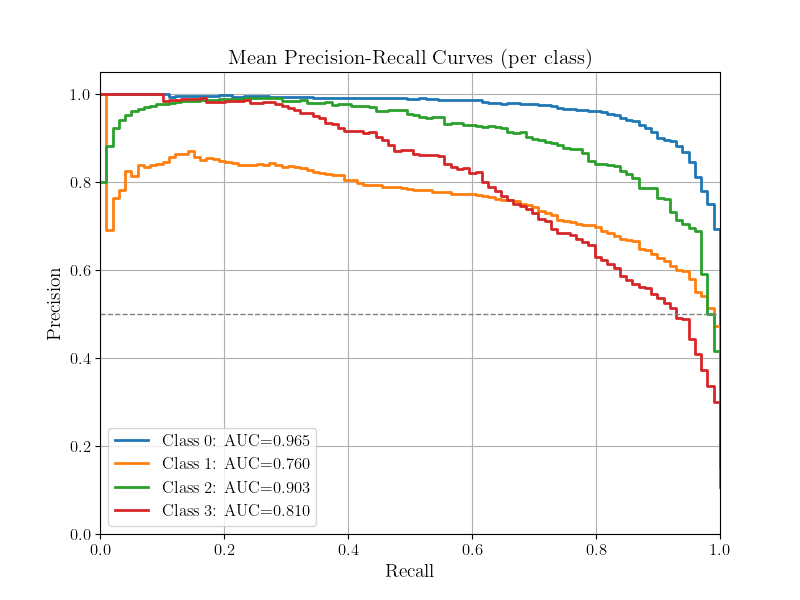 Mean Precision-Recall Curves (per class)
1.0
0.8
0.6
0.4
0.2
0.0
Precision
Class 0: AUC=0.965
Class 1: AUC=0.760
Class 2: AUC=0.903
Class 3: AUC=0.810
0.0 0.2 0.4 0.6 0.8 1.0
Recall